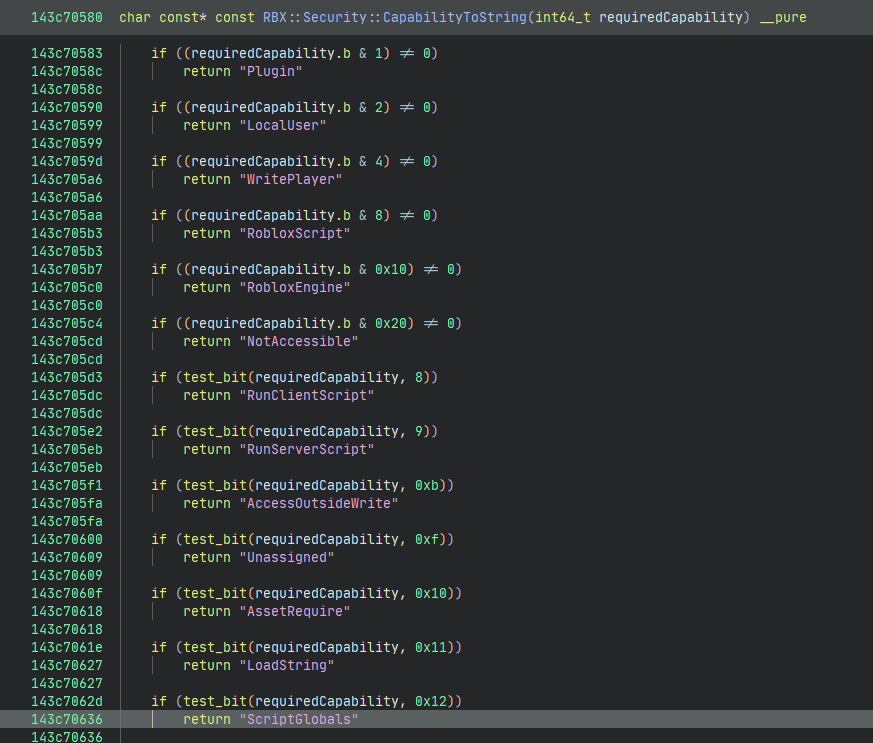 143c70580 char const* const RBX::Security::CapabilityToString(int64_t requiredCapability) __pure
143c70583 if ((requiredCapability.b & 1) ≠ 0)
143c7058c return "Plugin"
143c7058c
143c70590 if ((requiredCapability.b & 2) ≠ 0)
143c70599 return "LocalUser"
143c70599
143c7059d if ((requiredCapability.b & 4) ≠ 0)
143c705a6 return "WritePlayer"
143c705a6
143c705aa if ((requiredCapability.b & 8) ≠ 0)
143c705b3 return "RobloxScript"
143c705b3
143c705b7 if ((requiredCapability.b & 0x10) ≠ 0)
143c705c0 return "RobloxEngine"
143c705c0
143c705c4 if ((requiredCapability.b & 0x20) ≠ 0)
143c705cd return "NotAccessible"
143c705cd
143c705d3 if (test_bit(requiredCapability, 8))
143c705dc return "RunClientScript"
143c705dc
143c705e2 if (test_bit(requiredCapability, 9))
143c705eb return "RunServerScript"
143c705eb
143c705f1 if (test_bit(requiredCapability, 0xb))
143c705fa return "AccessOutsideWrite"
143c705fa
143c70600 if (test_bit(requiredCapability, 0xf))
143c70609 return "Unassigned"
143c70609
143c7060f if (test_bit(requiredCapability, 0x10))
143c70618 return "AssetRequire"
143c70618
143c7061e if (test_bit(requiredCapability, 0x11))
143c70627 return "LoadString"
143c70627
143c7062d if (test_bit(requiredCapability, 0x12))
143c70636 return "ScriptGlobals"
143c70636